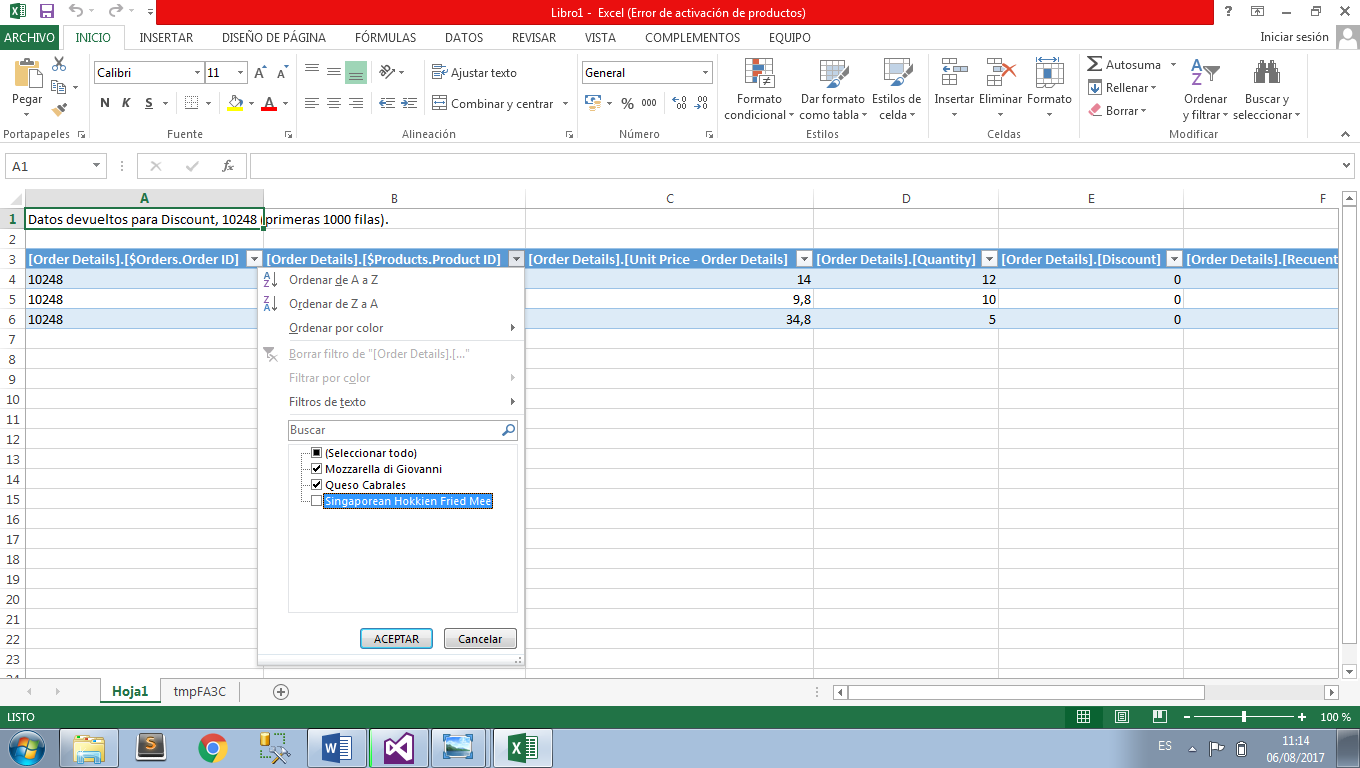 Libro1 - Excel (Error de activación de productos)
?
ARCHIVO INICIO INSERTAR DISEÑO DE PÁGINA FÓRMULAS DATOS REVISAR VISTA COMPLEMENTOS EQUIPO Iniciar sesión
Pegar
Portapapeles
Calibri 11
N K S A
Fuente
Ajustar texto
Combinar y centrar
Alineación
General
% 000
Número
Formato condicional
Dar formato como tabla
Estilos de celda
Estilos
Insertar Eliminar Formato
Celdas
Autosuma
Rellenar
Borrar
Ordenar y filtrar
Buscar y seleccionar
Modificar
A1 fx
A B C D E F
1 Datos devueltos para Discount, 10248 (primeras 1000 filas).
2
3 [Order Details].[$Orders.Order ID] [Order Details].[$Products.Product ID] [Order Details].[Unit Price - Order Details] [Order Details].[Quantity] [Order Details].[Discount] [Order Details].[Recuent
4 10248 14 12 0
5 10248 9,8 10 0
6 10248 34,8 5 0
7
8
9
10
11
12
13
14
15
16
17
18
19
20
21
22
23
24
Ordenar de A a Z
Ordenar de Z a A
Ordenar por color
Borrar filtro de "[Order Details].[..."
Filtrar por color
Filtros de texto
Buscar
(Seleccionar todo)
Mozzarella di Giovanni
Queso Cabrales
Singaporean Hokkien Fried Mee
ACEPTAR Cancelar
Hoja1 tmpFA3C
LISTO 100 %
ES 11:14
06/08/2017